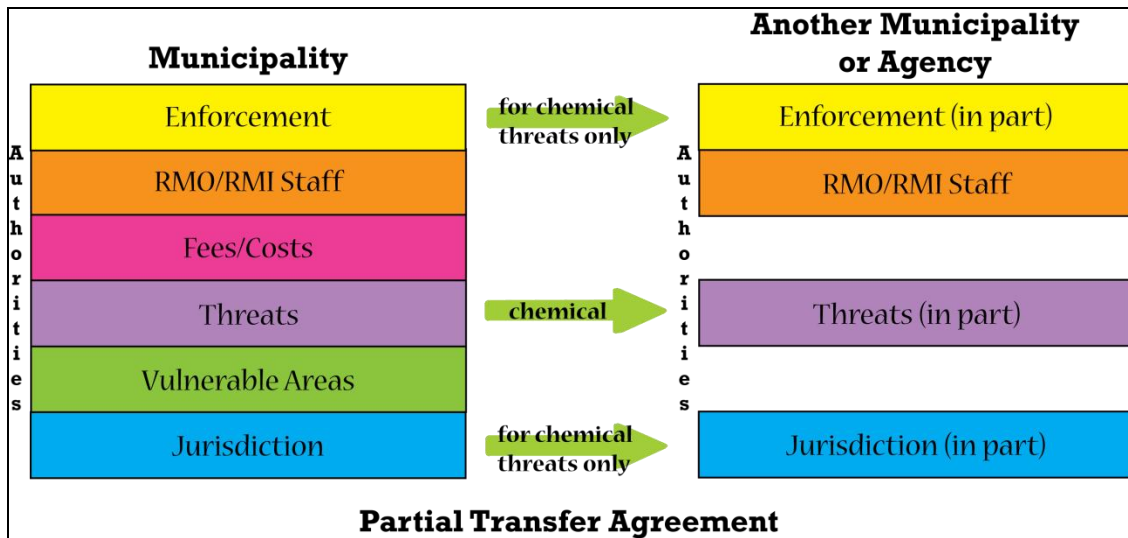 Municipality
Another Municipality
or Agency
Authorities
Enforcement
RMO/RMI Staff
Fees/Costs
Threats
Vulnerable Areas
Jurisdiction
for chemical
threats only
chemical
for chemical
threats only
Authorities
Enforcement (in part)
RMO/RMI Staff
Threats (in part)
Jurisdiction (in part)
Partial Transfer Agreement